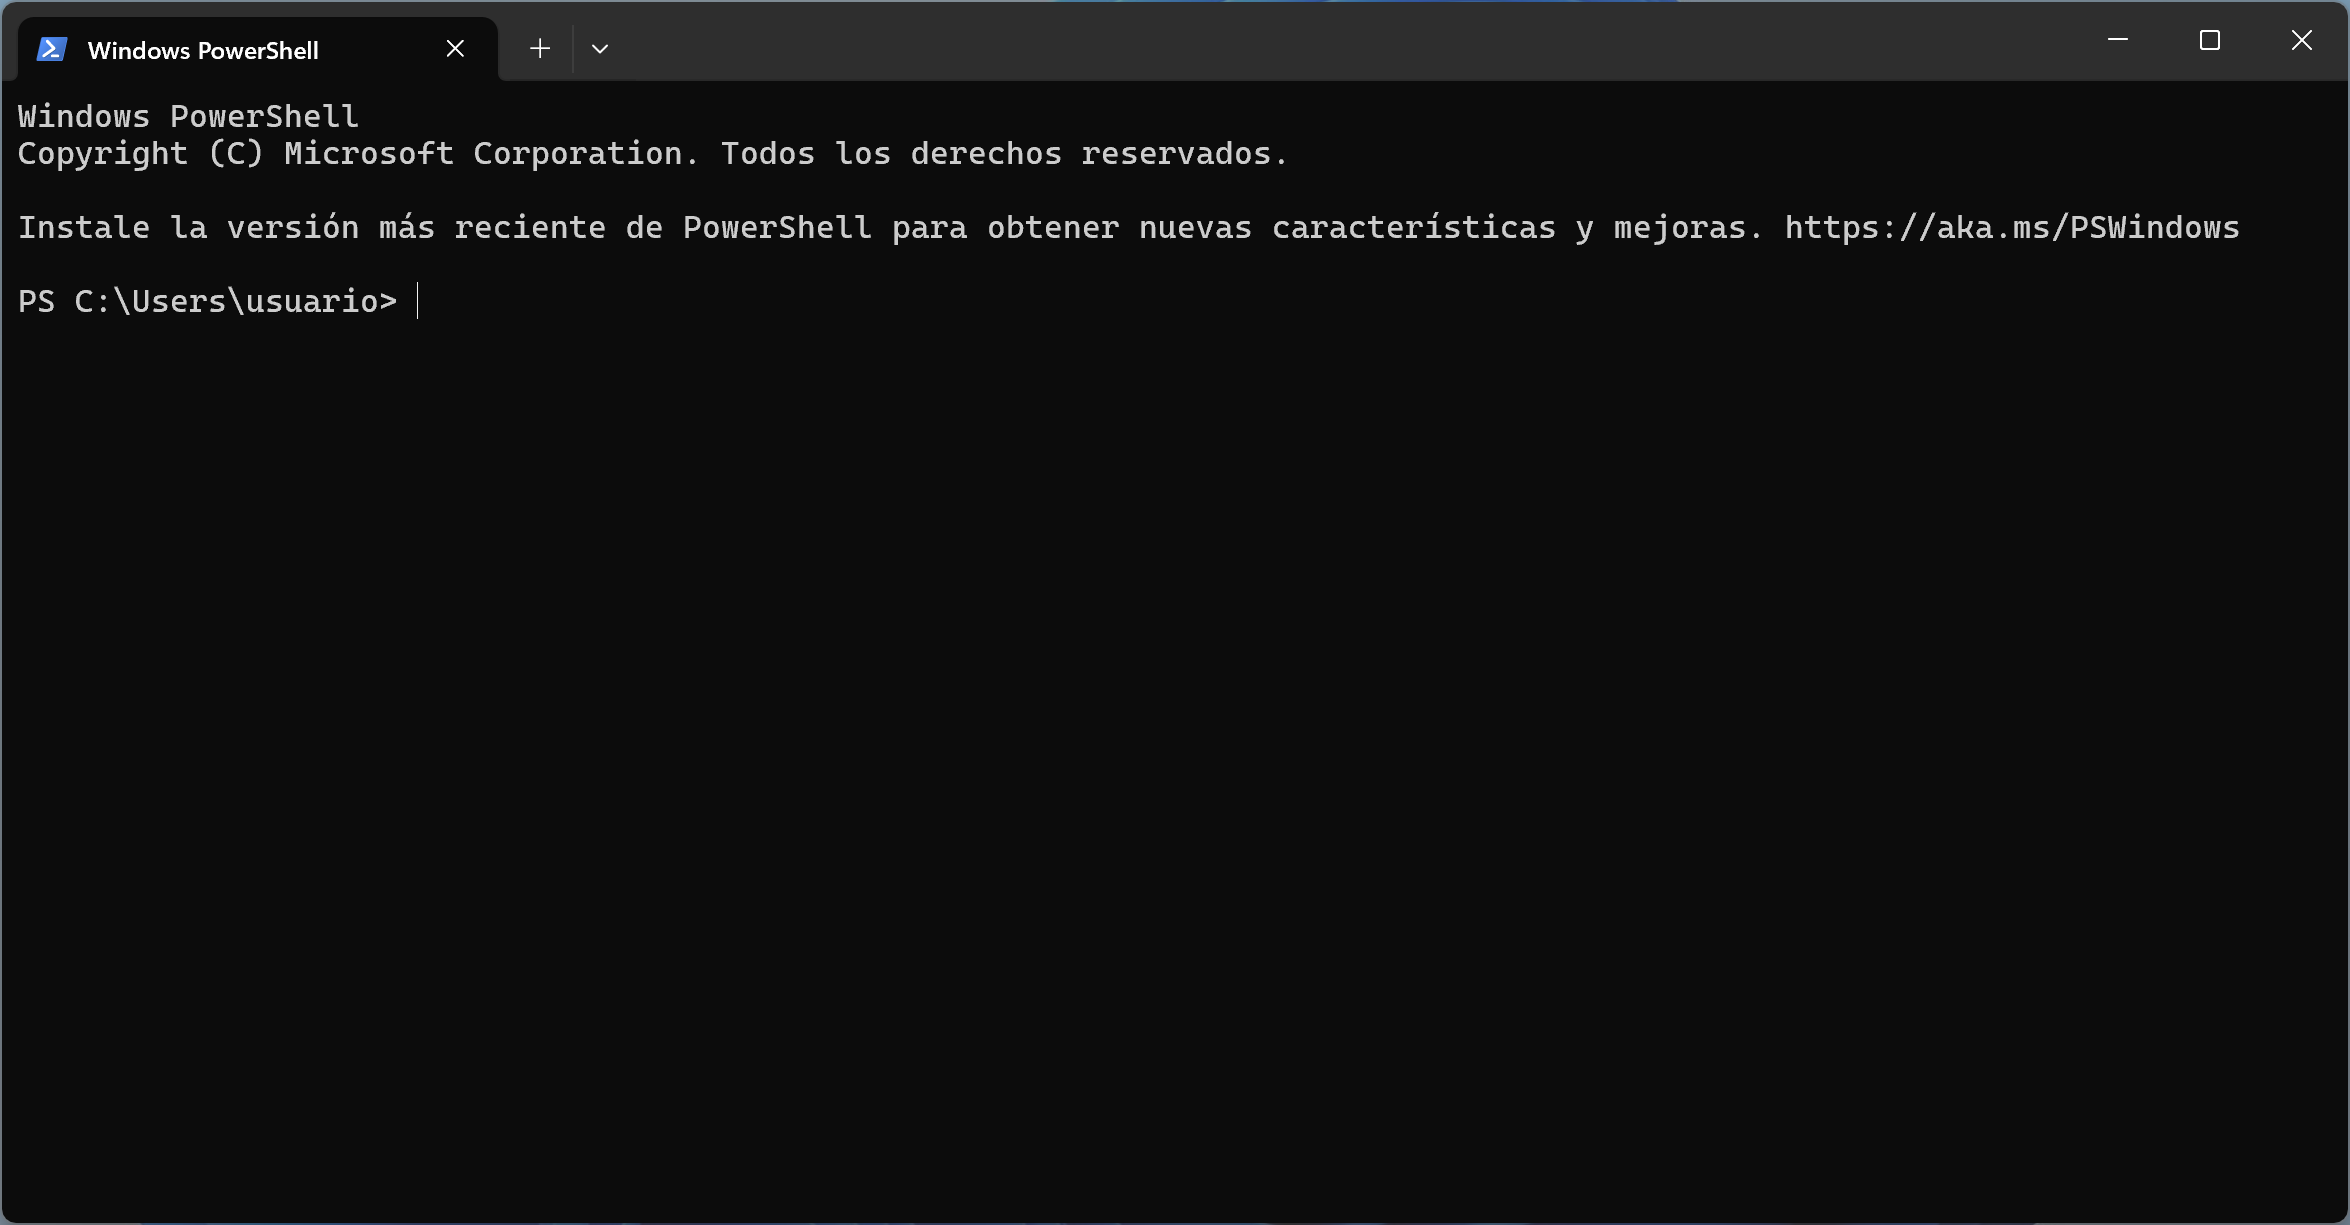 Windows PowerShell
Windows PowerShell
Copyright (C) Microsoft Corporation. Todos los derechos reservados.
Instale la versión más reciente de PowerShell para obtener nuevas características y mejoras. https://aka.ms/PSWindows
PS C:\Users\usuario>